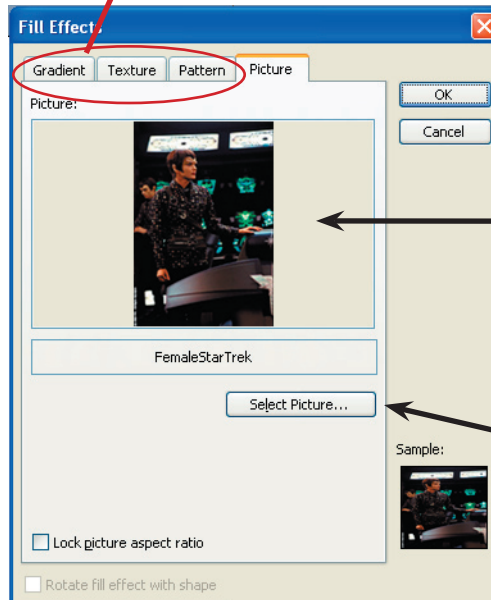 Fill Effects
Gradient Texture Pattern Picture
Picture:
OK
Cancel
FemaleStarTrek
Select Picture...
Sample:
Lock picture aspect ratio
Rotate fill effect with shape